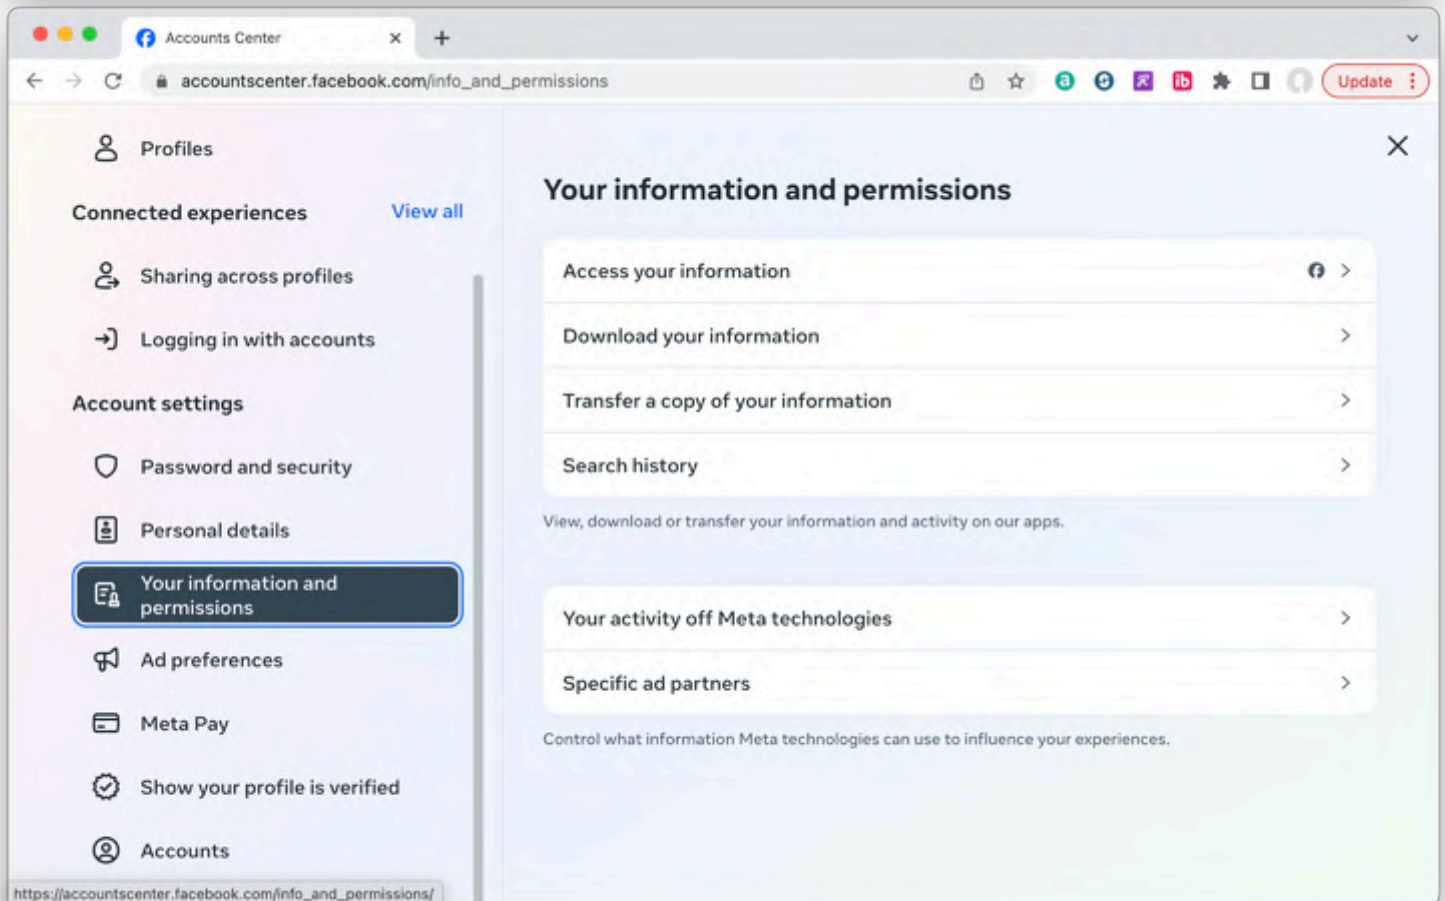 Accounts Center
accountscenter.facebook.com/info_and_permissions
Update
Profiles
Connected experiences
View all
Sharing across profiles
Logging in with accounts
Account settings
Password and security
Personal details
Your information and
permissions
Ad preferences
Meta Pay
Show your profile is verified
Accounts
https://accountscenter.facebook.com/info_and_permissions/
Your information and permissions
Access your information
Download your information
Transfer a copy of your information
Search history
View, download or transfer your information and activity on our apps.
Your activity off Meta technologies
Specific ad partners
Control what information Meta technologies can use to influence your experiences.